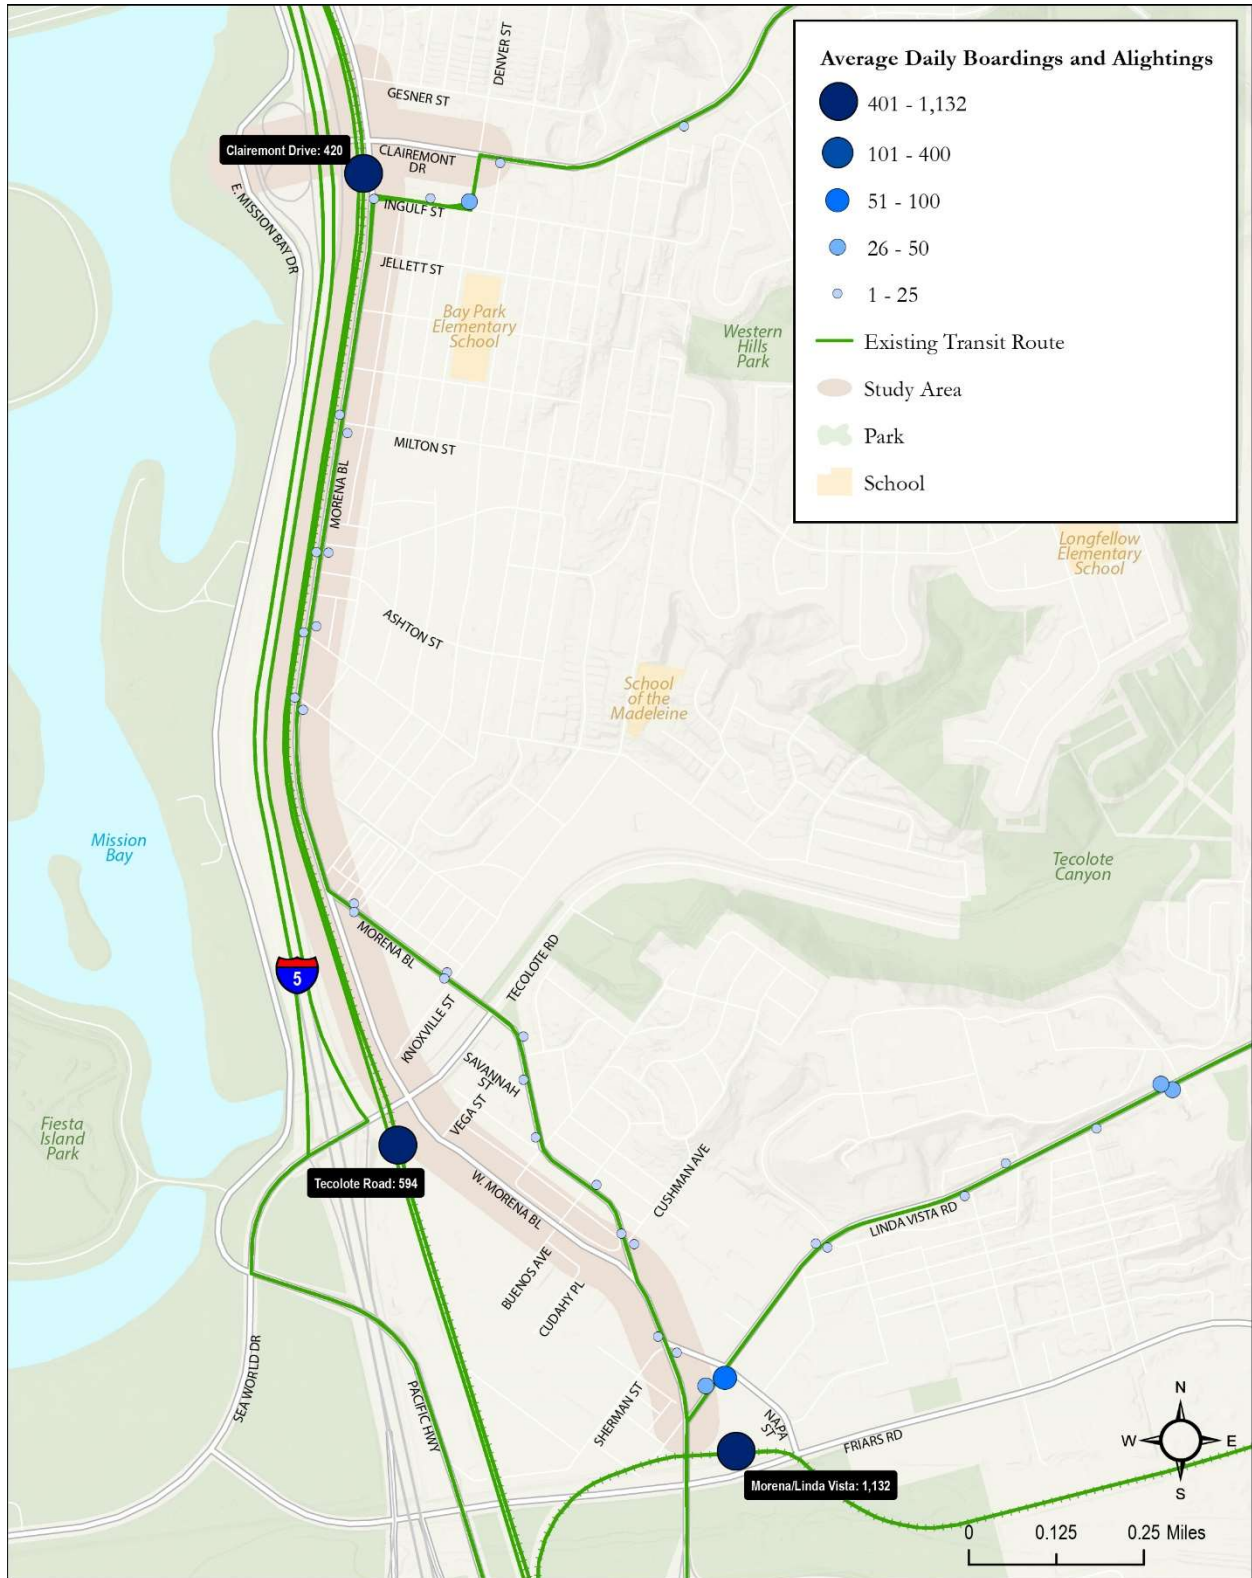 DENVER ST
GESNER ST
Clairemont Drive: 420
CLAIREMONT
DR
E. MISSION BAY DR
INGULF ST
JELLETT ST
Bay Park
Elementary
School
Western
Hills
Park
MILTON ST
MORENA BL
ASHTON ST
School
of the
Madeleine
Longfellow
Elementary
School
Mission
Bay
Tecolote
Canyon
MORENA BL
TECOLOTE RD
5
KNOXVILLE ST
SAVANNAH
ST
VEGA ST
Fiesta
Island
Park
Tecolote Road: 594
W. MORENA BL
CUSHMAN AVE
LINDA VISTA RD
BUENOS AVE
CUDAHY PL
SEA WORLD DR
PACIFIC HWY
SHERMAN ST
NAPA
ST
FRIARS RD
Morena/Linda Vista: 1,132
Average Daily Boardings and Alightings
401 - 1,132
101 - 400
51 - 100
26 - 50
1 - 25
Existing Transit Route
Study Area
Park
School
N
W
E
S
0 0.125 0.25 Miles